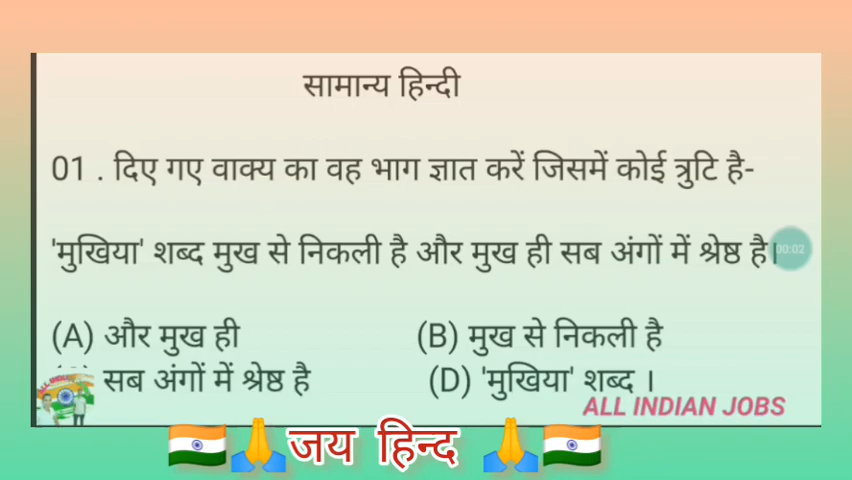 सामान्य हिन्दी
01 . दिए गए वाक्य का वह भाग ज्ञात करें जिसमें कोई त्रुटि है-
'मुखिया' शब्द मुख से निकली है और मुख ही सब अंगों में श्रेष्ठ है।
00:02
(A) और मुख ही (B) मुख से निकली है
सब अंगों में श्रेष्ठ है (D) 'मुखिया' शब्द ।
ALL INDIAN JOBS
जय हिन्द